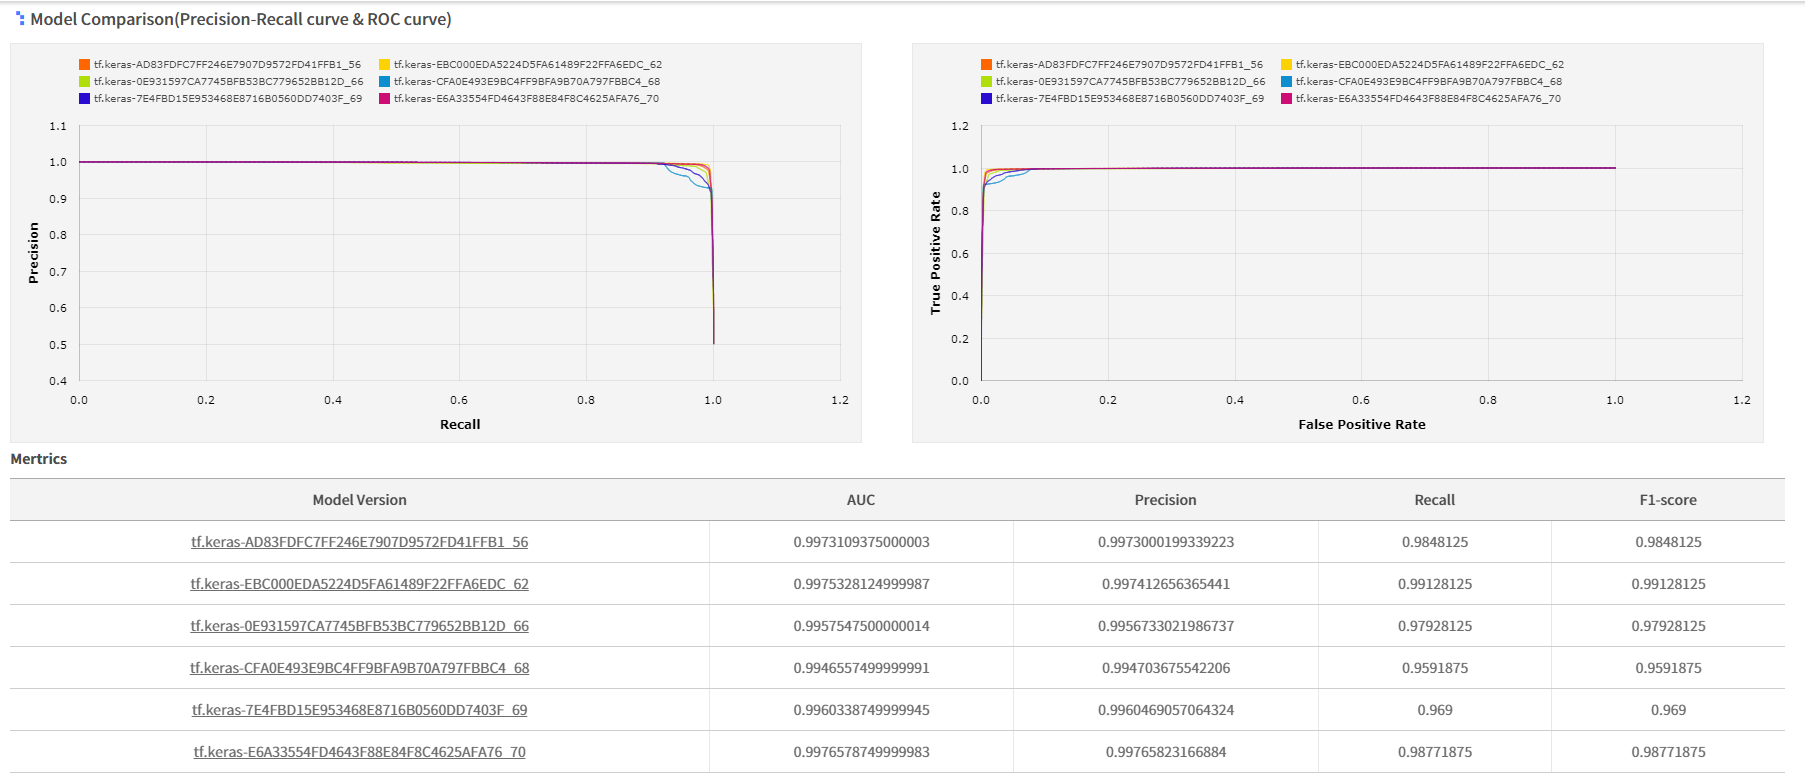 Model Comparison(Precision-Recall curve & ROC curve)
tf.keras-AD83FDFC7FF246E7907D9572FD41FFB1_56 tf.keras-EBC000EDA5224D5FA61489F22FFA6EDC_62
tf.keras-0E931597CA7745BFB53BC779652BB12D_66 tf.keras-CFA0E493E9BC4FF9BFA9B70A797FBBC4_68
tf.keras-7E4FBD15E953468E8716B0560DD7403F_69 tf.keras-E6A33554FD4643F88E84F8C4625AFA76_70
1.1
1.0
0.9
0.8
0.7
0.6
0.5
0.4
Precision
0.0 0.2 0.4 0.6 0.8 1.0 1.2
Recall
tf.keras-AD83FDFC7FF246E7907D9572FD41FFB1_56 tf.keras-EBC000EDA5224D5FA61489F22FFA6EDC_62
tf.keras-0E931597CA7745BFB53BC779652BB12D_66 tf.keras-CFA0E493E9BC4FF9BFA9B70A797FBBC4_68
tf.keras-7E4FBD15E953468E8716B0560DD7403F_69 tf.keras-E6A33554FD4643F88E84F8C4625AFA76_70
1.2
1.0
0.8
0.6
0.4
0.2
0.0
True Positive Rate
0.0 0.2 0.4 0.6 0.8 1.0 1.2
False Positive Rate
Mertrics
Model Version AUC Precision Recall F1-score
tf.keras-AD83FDFC7FF246E7907D9572FD41FFB1_56 0.9973109375000003 0.9973000199339223 0.9848125 0.9848125
tf.keras-EBC000EDA5224D5FA61489F22FFA6EDC_62 0.9975328124999987 0.997412656365441 0.99128125 0.99128125
tf.keras-0E931597CA7745BFB53BC779652BB12D_66 0.9957547500000014 0.9956733021986737 0.97928125 0.97928125
tf.keras-CFA0E493E9BC4FF9BFA9B70A797FBBC4_68 0.9946557499999991 0.994703675542206 0.9591875 0.9591875
tf.keras-7E4FBD15E953468E8716B0560DD7403F_69 0.9960338749999945 0.9960469057064324 0.969 0.969
tf.keras-E6A33554FD4643F88E84F8C4625AFA76_70 0.9976578749999983 0.99765823166884 0.98771875 0.98771875